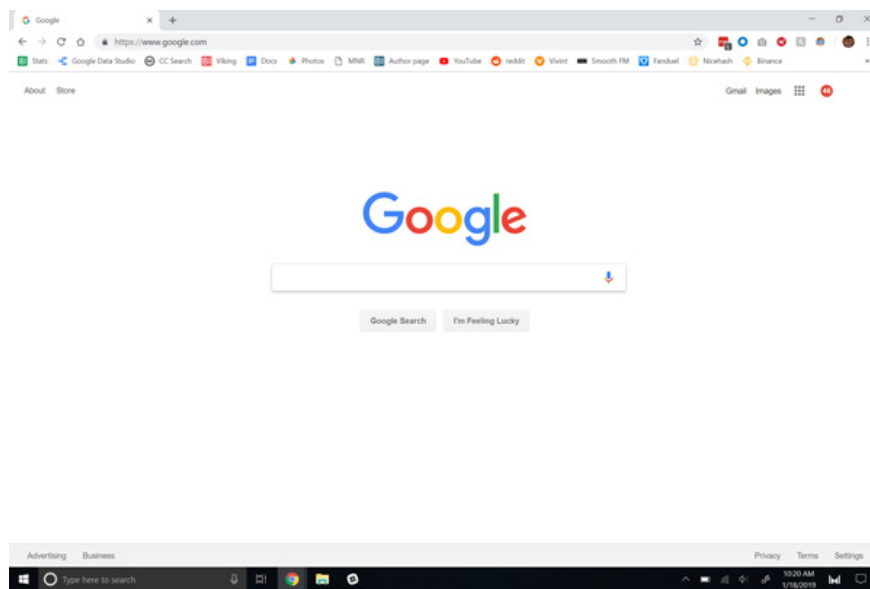 Google
https://www.google.com
Stats Google Data Studio CC Search Viking Docs Photos MNR Author page YouTube reddit Vivint Smooth FM Fanduel Nicehash Binance
About Store Gmail Images
Google
Google Search I'm Feeling Lucky
Advertising Business Privacy Terms Settings
Type here to search 10:20 AM
1/18/2019